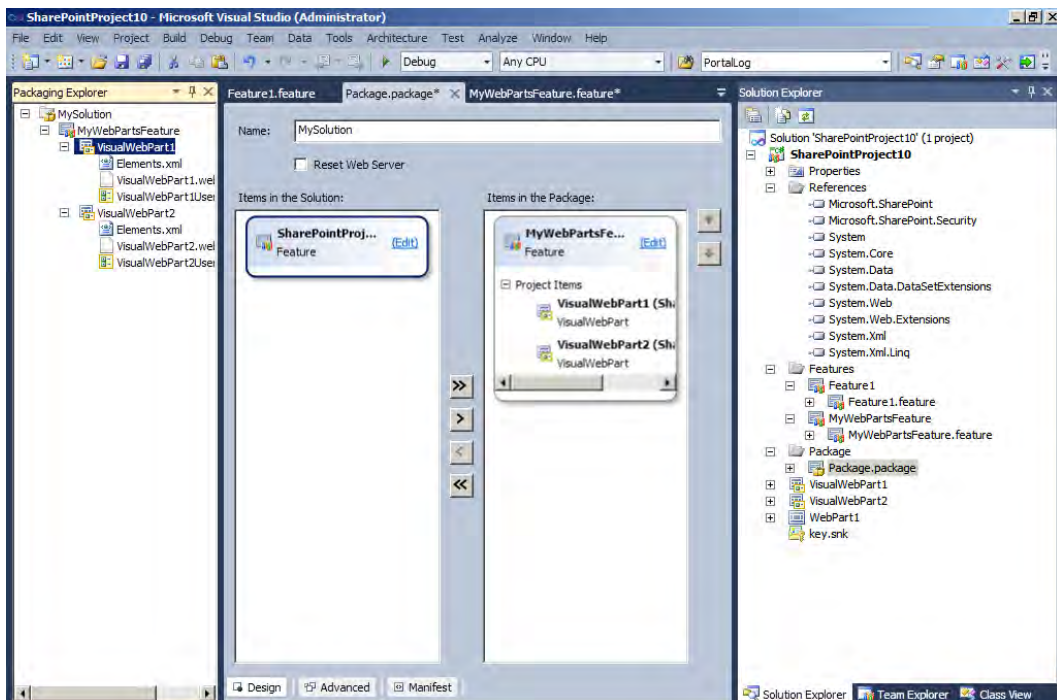 SharePointProject10 - Microsoft Visual Studio (Administrator)
File Edit View Project Build Debug Team Data Tools Architecture Test Analyze Window Help
Debug Any CPU PortalLog
Packaging Explorer
MySolution
MyWebPartsFeature
VisualWebPart1
Elements.xml
VisualWebPart1.wel
VisualWebPart1User
VisualWebPart2
Elements.xml
VisualWebPart2.wel
VisualWebPart2User
Feature1.feature Package.package* MyWebPartsFeature.feature*
Name: MySolution
Reset Web Server
Items in the Solution:
SharePointProj... (Edit)
Feature
Items in the Package:
MyWebPartsFe... (Edit)
Feature
Project Items
VisualWebPart1 (Sha
VisualWebPart
VisualWebPart2 (Sha
VisualWebPart
Design Advanced Manifest
Solution Explorer
Solution 'SharePointProject10' (1 project)
SharePointProject10
Properties
References
Microsoft.SharePoint
Microsoft.SharePoint.Security
System
System.Core
System.Data
System.Data.DataSetExtensions
System.Web
System.Web.Extensions
System.Xml
System.Xml.Linq
Features
Feature1
Feature1.feature
MyWebPartsFeature
MyWebPartsFeature.feature
Package
Package.package
VisualWebPart1
VisualWebPart2
WebPart1
key.snk
Solution Explorer Team Explorer Class View